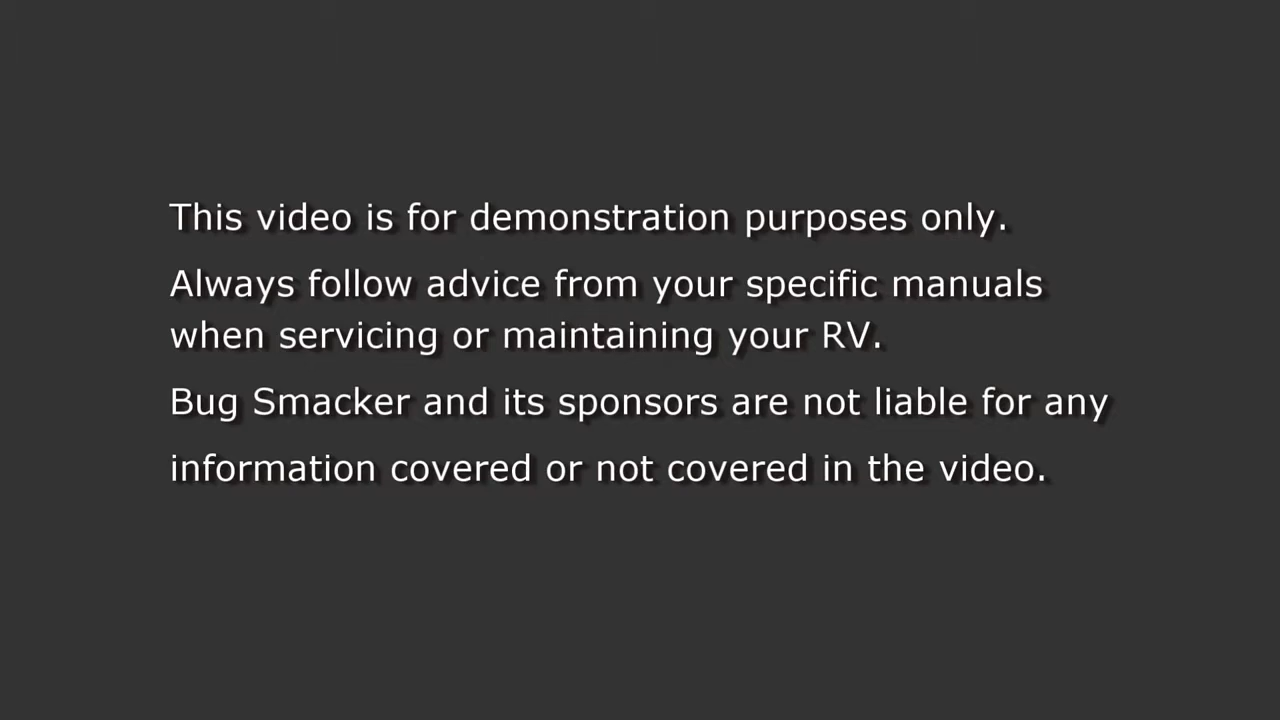 This video is for demonstration purposes only.
Always follow advice from your specific manuals
when servicing or maintaining your RV.
Bug Smacker and its sponsors are not liable for any
information covered or not covered in the video.